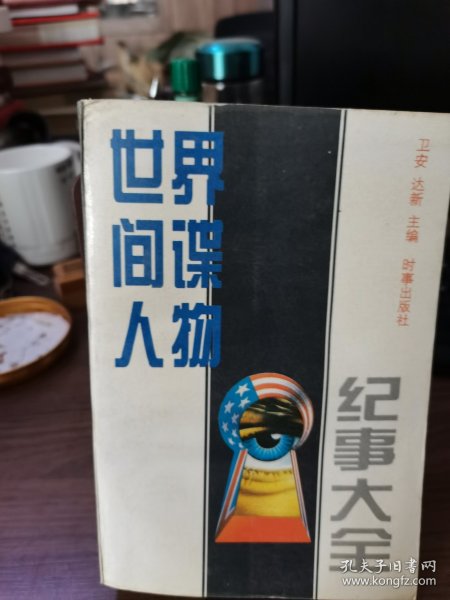 世界
间谍
人物
纪事大全
卫安 达新 主编 时事出版社
孔夫子旧书网
www.kongfz.com